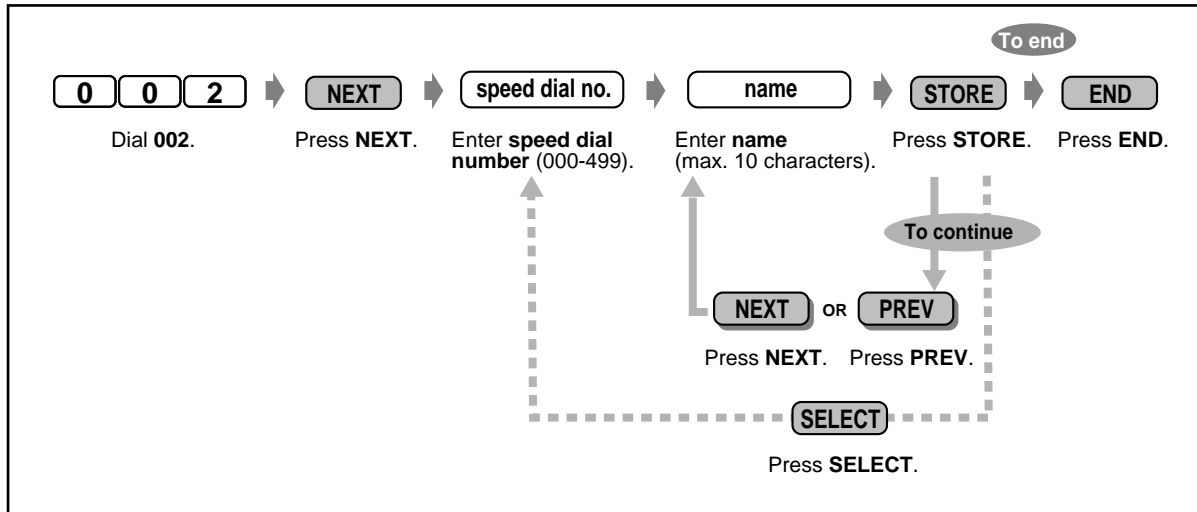 To end
0 0 2 NEXT speed dial no. name STORE END
Dial 002. Press NEXT. Enter speed dial Enter name Press STORE. Press END.
number (000-499). (max. 10 characters).
To continue
NEXT OR PREV
Press NEXT. Press PREV.
SELECT
Press SELECT.